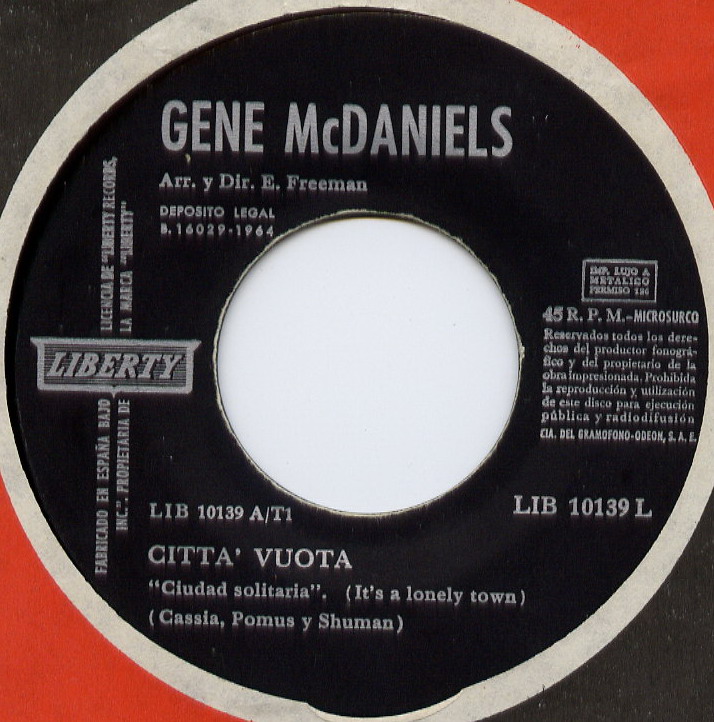 GENE McDANIELS
Arr. y Dir. E. Freeman
DEPOSITO LEGAL
B. 16029-1964
FABRICADO EN ESPAÑA BAJO LICENCIA DE "LIBERTY RECORDS,
INC.". PROPIETARIA DE LA MARCA "LIBERTY"
LIBERTY
IMP. LUJO A
METALICO
PERMISO 186
45 R. P. M.-MICROSURCO
Reservados todos los dere-
chos del productor fonográ-
fico y del propietario de la
obra impresionada. Prohibida
la reproducción y utilización
de este disco para ejecución
pública y radiodifusión
CIA. DEL GRAMOFONO-ODEON, S. A. E.
LIB 10139 A/T1
LIB 10139 L
CITTA' VUOTA
"Ciudad solitaria". (It's a lonely town)
(Cassia, Pomus y Shuman)